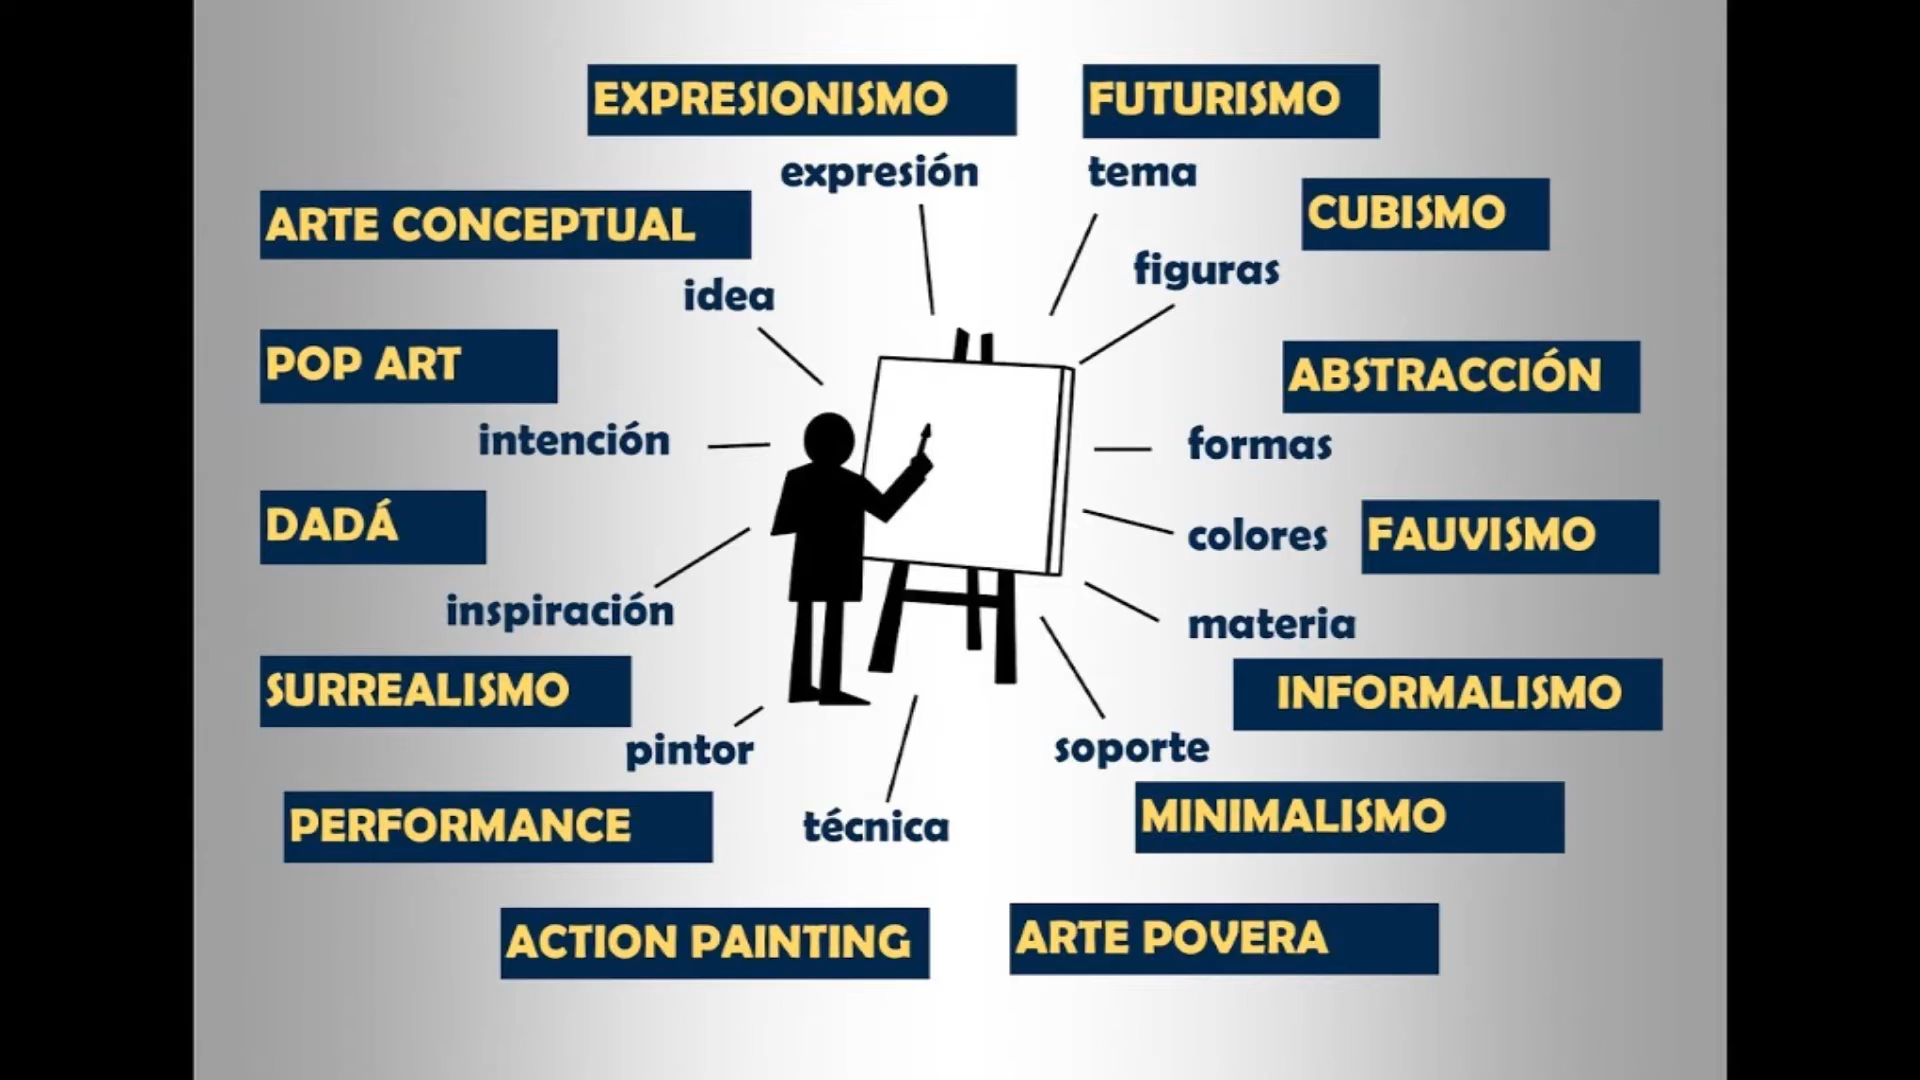 EXPRESIONISMO
FUTURISMO
expresión
tema
ARTE CONCEPTUAL
CUBISMO
idea
figuras
POP ART
ABSTRACCIÓN
intención
formas
DADÁ
colores
FAUVISMO
inspiración
materia
SURREALISMO
INFORMALISMO
pintor
soporte
PERFORMANCE
técnica
MINIMALISMO
ACTION PAINTING
ARTE POVERA